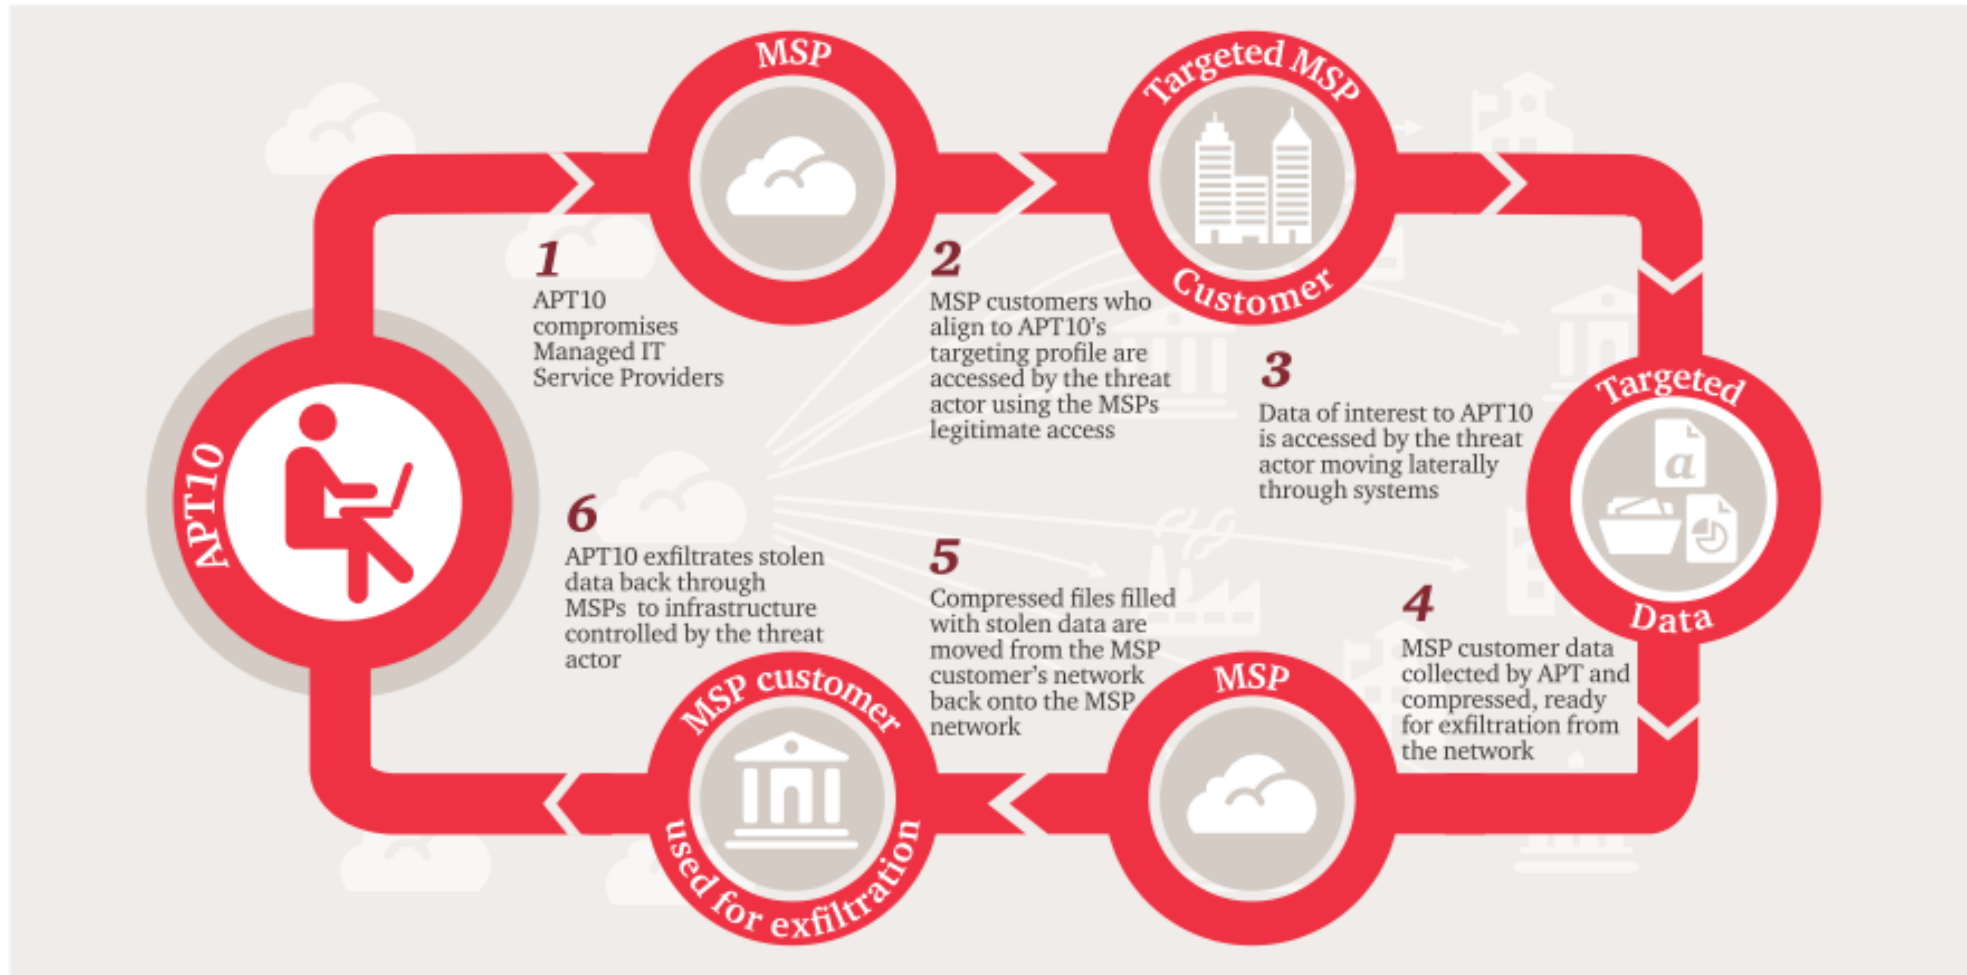 MSP
Targeted MSP
Customer
1
APT10
compromises
Managed IT
Service Providers
2
MSP customers who
align to APT10's
targeting profile are
accessed by the threat
actor using the MSPs
legitimate access
3
Data of interest to APT10
is accessed by the threat
actor moving laterally
through systems
Targeted
a
Data
4
MSP customer data
collected by APT and
compressed, ready
for exfiltration from
the network
MSP
5
Compressed files filled
with stolen data are
moved from the MSP
customer's network
back onto the MSP
network
MSP customer
used for exfiltration
6
APT10 exfiltrates stolen
data back through
MSPs to infrastructure
controlled by the threat
actor
APT10